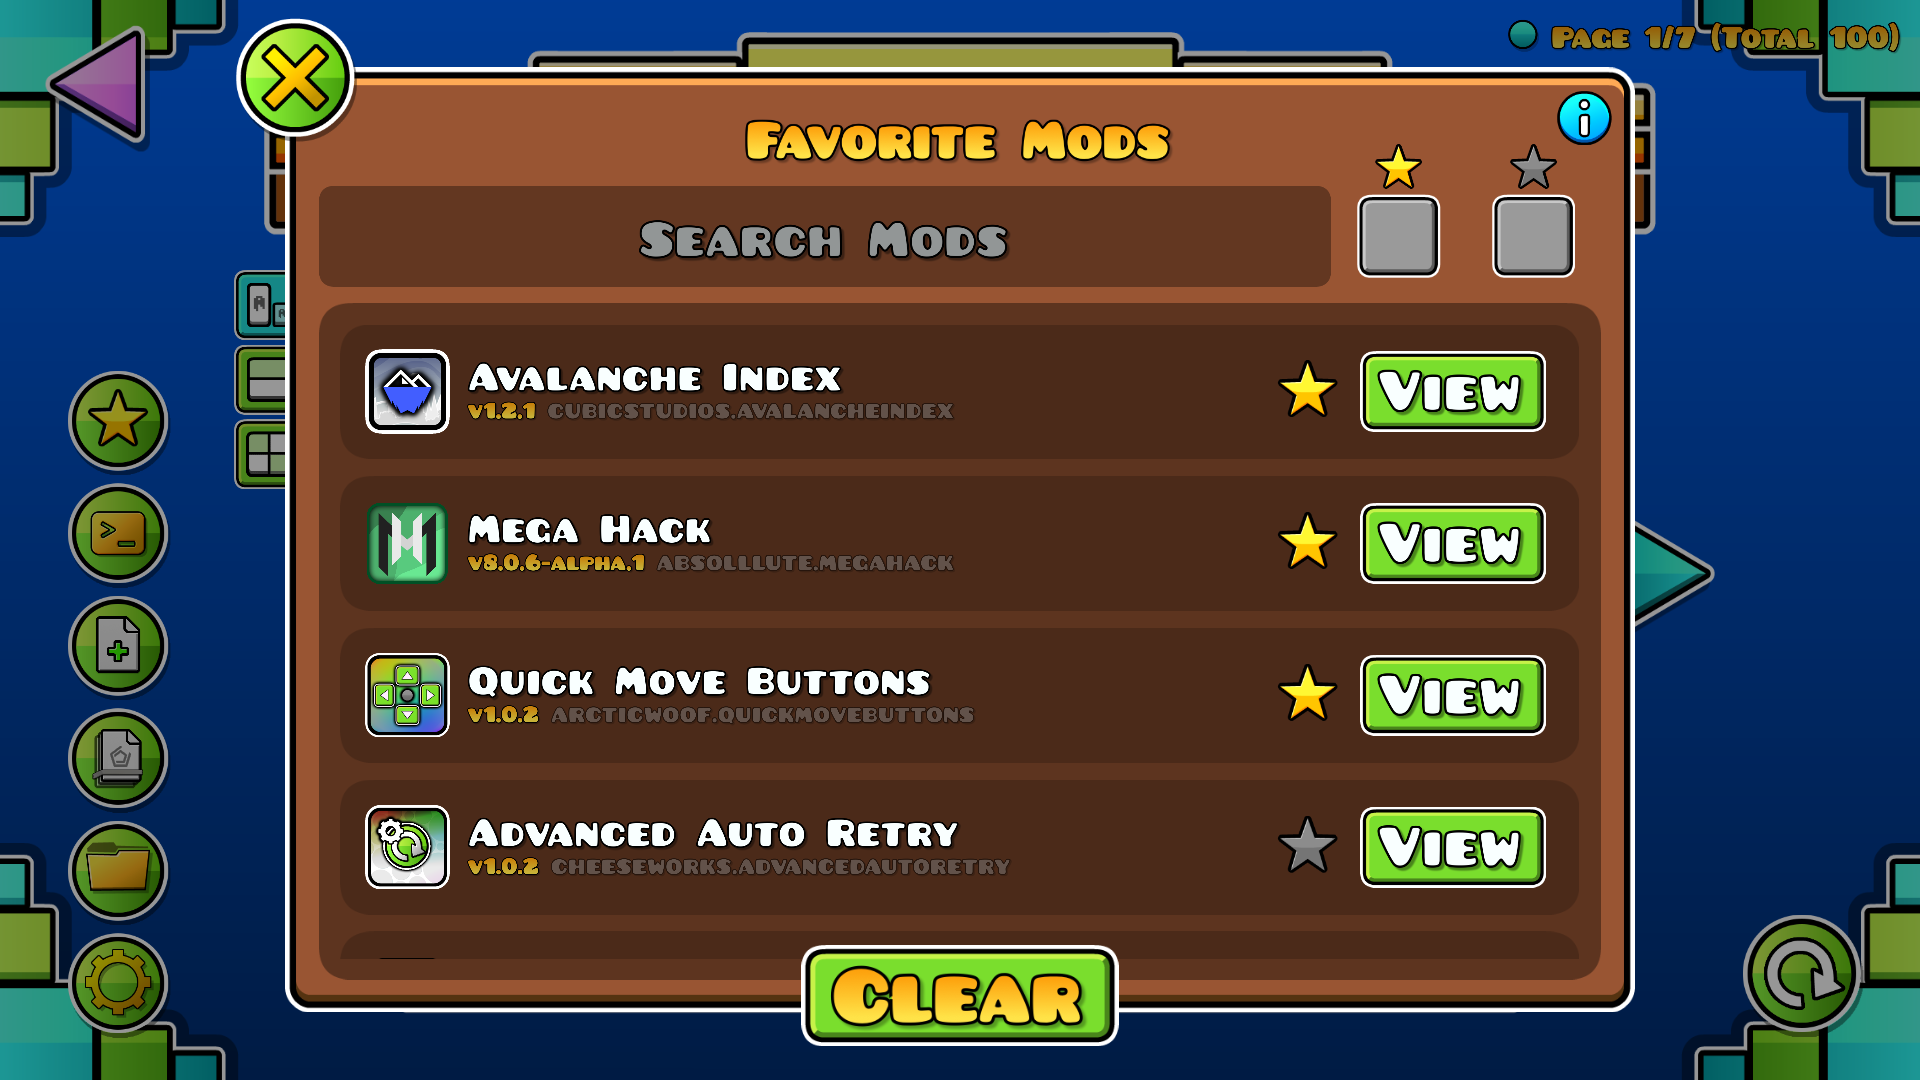 Page 1/7 (Total 100)
Favorite Mods
Search Mods
Avalanche Index
v1.2.1 cubicstudios.avalancheindex
View
Mega Hack
v8.0.6-alpha.1 absolllute.megahack
View
Quick Move Buttons
v1.0.2 arcticwoof.quickmovebuttons
View
Advanced Auto Retry
v1.0.2 cheeseworks.advancedautoretry
View
Clear